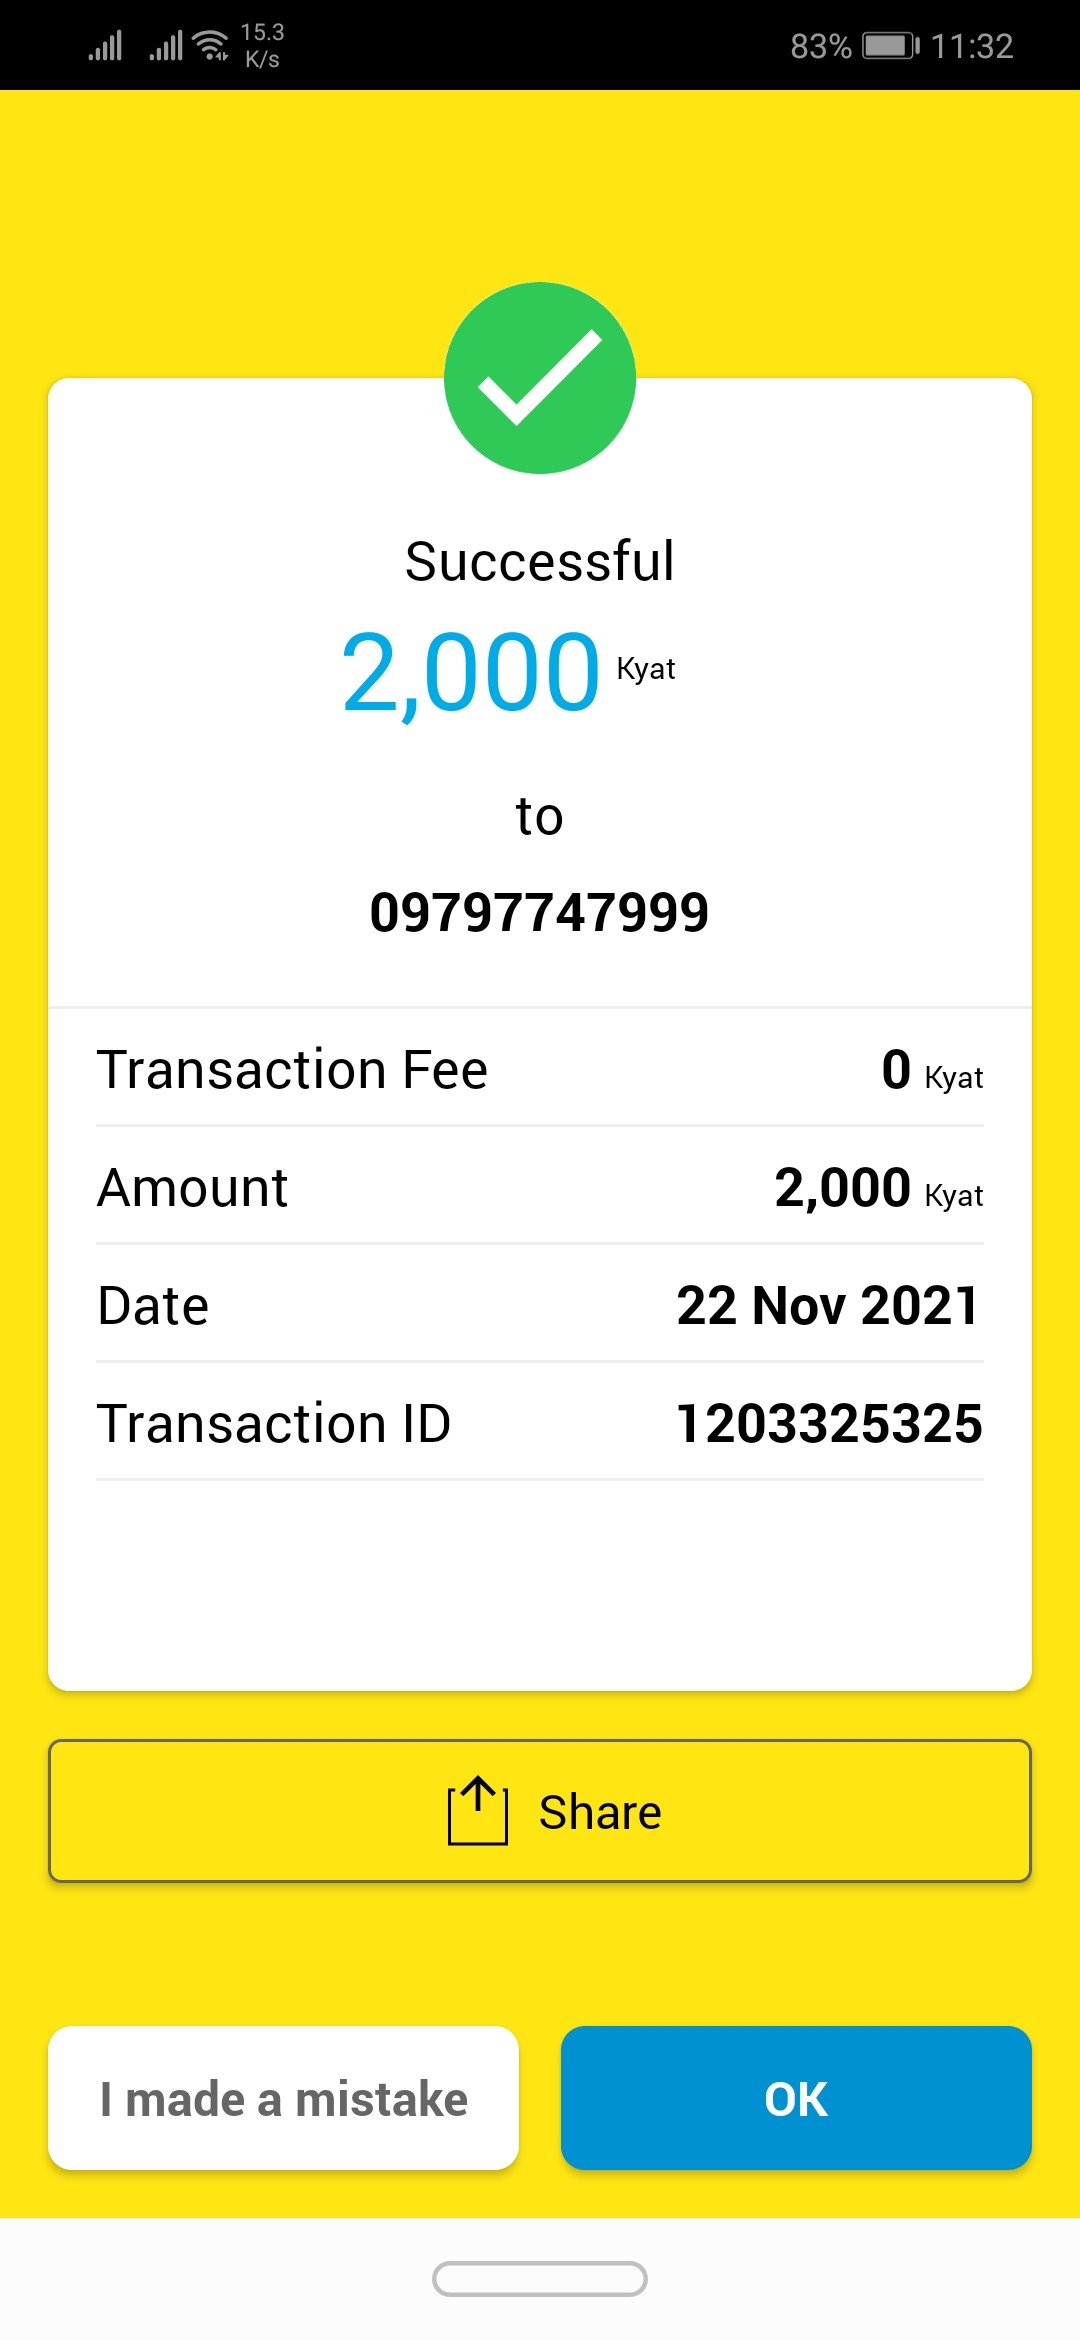 15.3
K/s
83%
11:32
Successful
2,000 Kyat
to
09797747999
Transaction Fee 0 Kyat
Amount 2,000 Kyat
Date 22 Nov 2021
Transaction ID 1203325325
Share
I made a mistake
OK